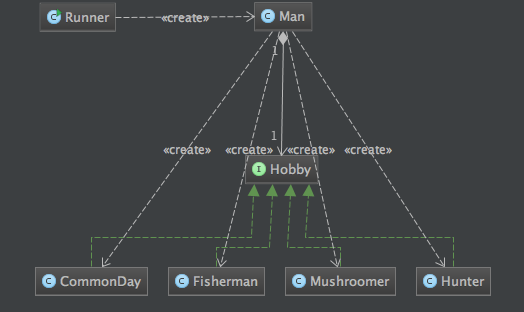 Runner
«create»
Man
1
1
«create»
«create»
«create»
«create»
I Hobby
C CommonDay
C Fisherman
C Mushroomer
C Hunter